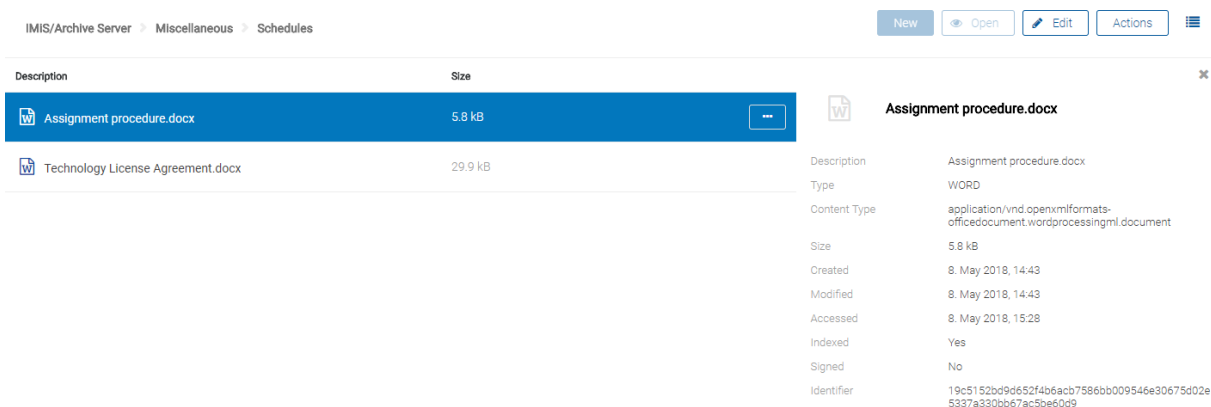 IMiS/Archive Server > Miscellaneous > Schedules
New
Open
Edit
Actions
Description Size
Assignment procedure.docx 5.8 kB ...
Technology License Agreement.docx 29.9 kB
Assignment procedure.docx
Description Assignment procedure.docx
Type WORD
Content Type application/vnd.openxmlformats-
officedocument.wordprocessingml.document
Size 5.8 kB
Created 8. May 2018, 14:43
Modified 8. May 2018, 14:43
Accessed 8. May 2018, 15:28
Indexed Yes
Signed No
Identifier 19c5152bd9d652f4b6acb7586bb009546e30675d02e
5337a330bb67ac5be60d9